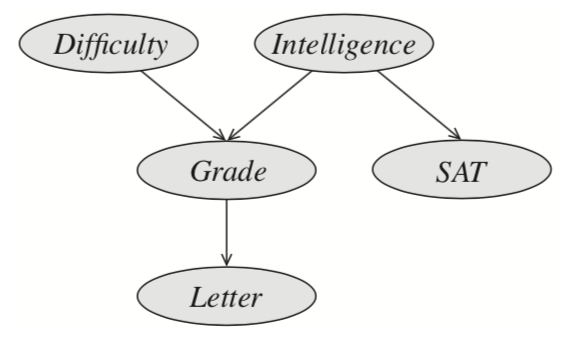 Difficulty
Intelligence
Grade
SAT
Letter